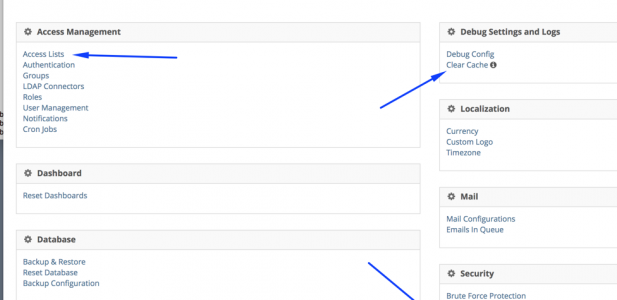 Access Management
Access Lists
Authentication
Groups
LDAP Connectors
Roles
User Management
Notifications
Cron Jobs
Dashboard
Reset Dashboards
Database
Backup & Restore
Reset Database
Backup Configuration
Debug Settings and Logs
Debug Config
Clear Cache
Localization
Currency
Custom Logo
Timezone
Mail
Mail Configurations
Emails In Queue
Security
Brute Force Protection